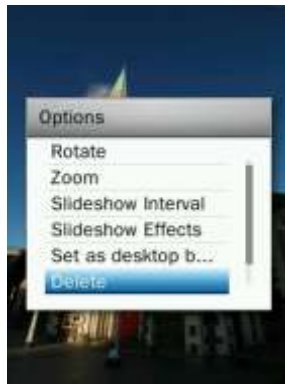 Options
Rotate
Zoom
Slideshow Interval
Slideshow Effects
Set as desktop b...
Delete